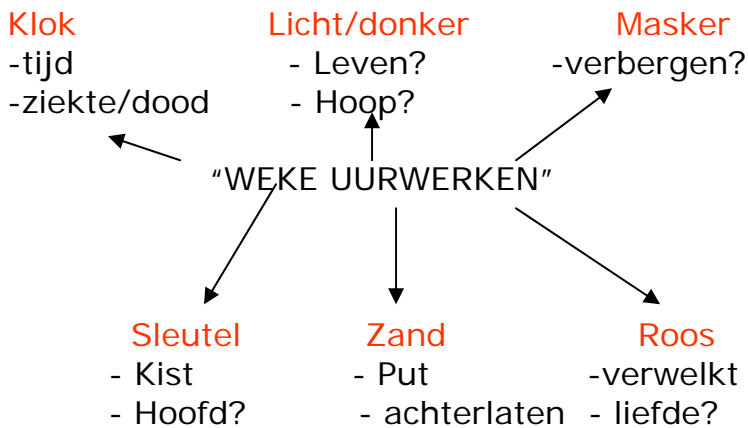 Klok Licht/donker Masker
-tijd - Leven? -verbergen?
-ziekte/dood - Hoop?
“WEKE UURWERKEN”
Sleutel Zand Roos
- Kist - Put -verwelkt
- Hoofd? - achterlaten - liefde?